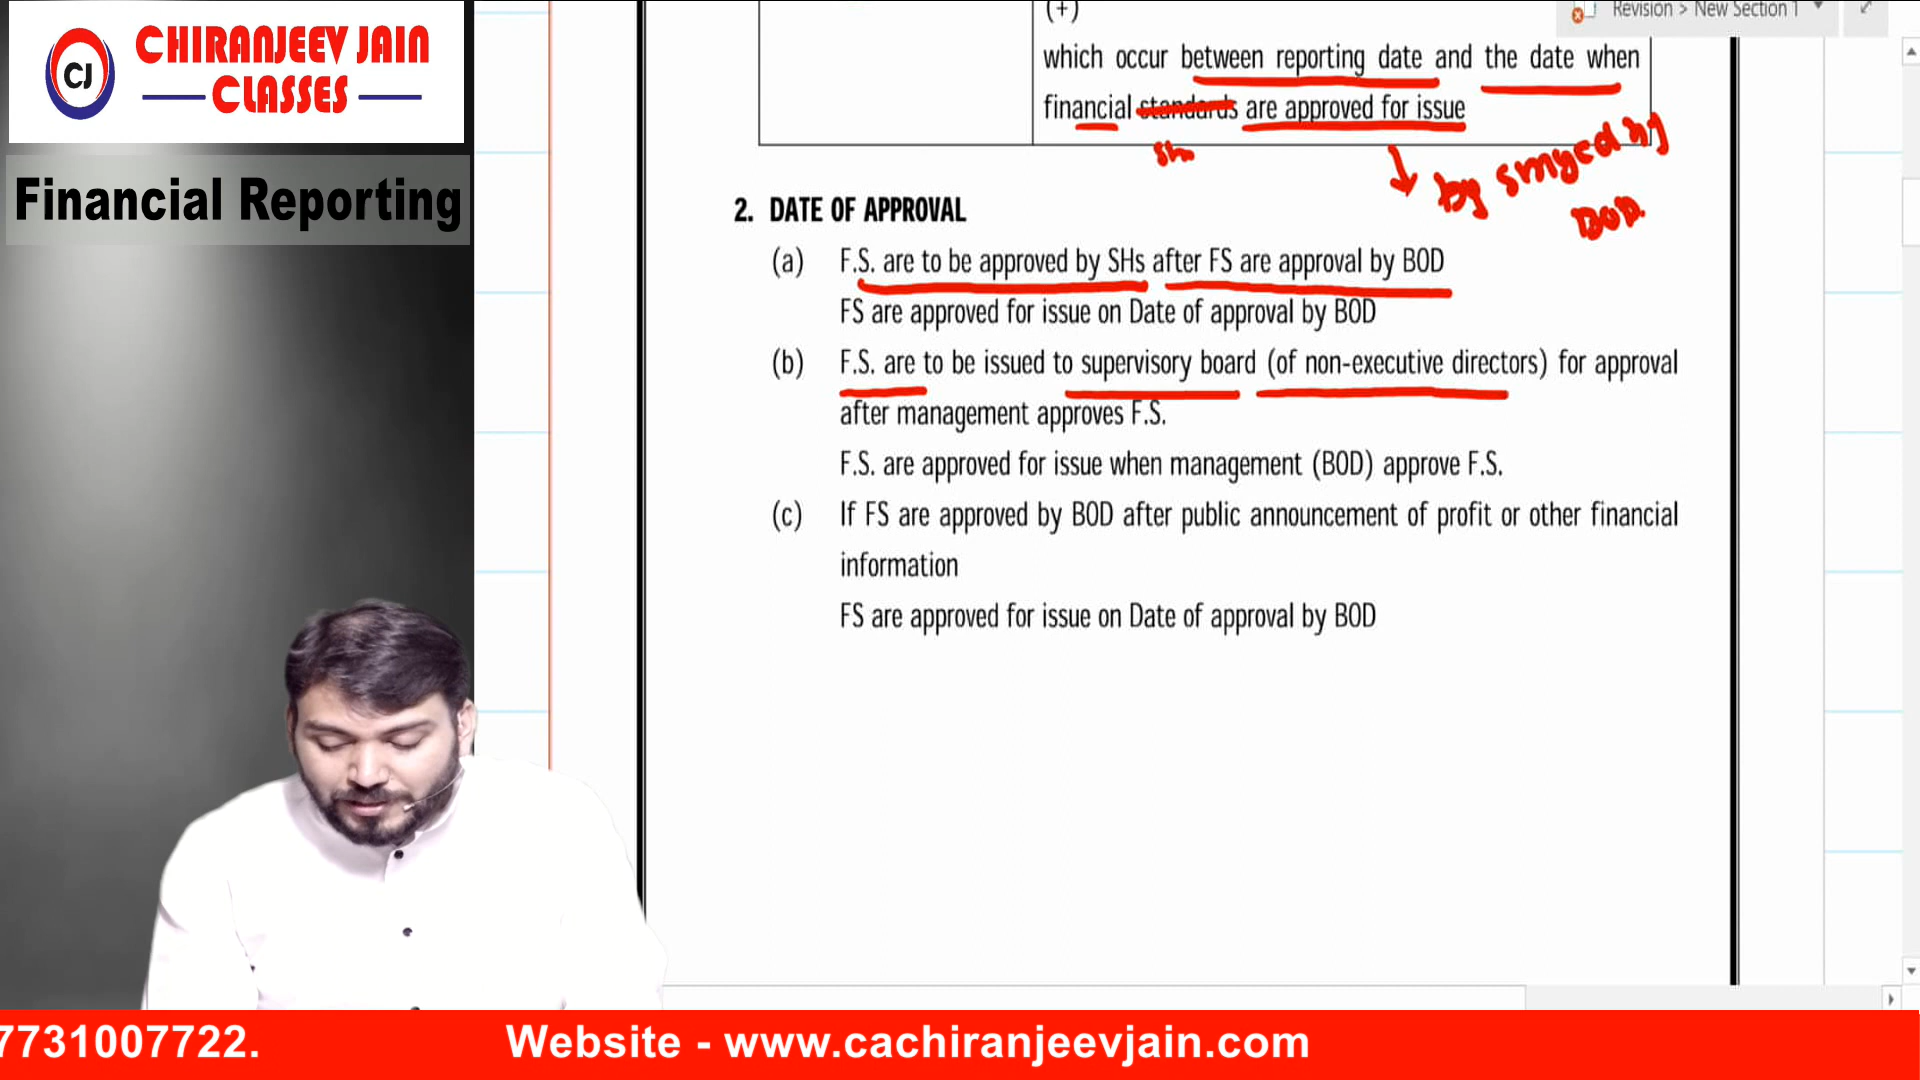 CHIRANJEEV JAIN
CJ
CLASSES
Financial Reporting
Revision > New Section 1
(+)
which occur between reporting date and the date when
financial standards are approved for issue
by
BOD.
2. DATE OF APPROVAL
(a) F.S. are to be approved by SHs after FS are approval by BOD
FS are approved for issue on Date of approval by BOD
(b) F.S. are to be issued to supervisory board (of non-executive directors) for approval
after management approves F.S.
F.S. are approved for issue when management (BOD) approve F.S.
(c) If FS are approved by BOD after public announcement of profit or other financial
information
FS are approved for issue on Date of approval by BOD
7731007722. Website - www.cachiranjeevjain.com